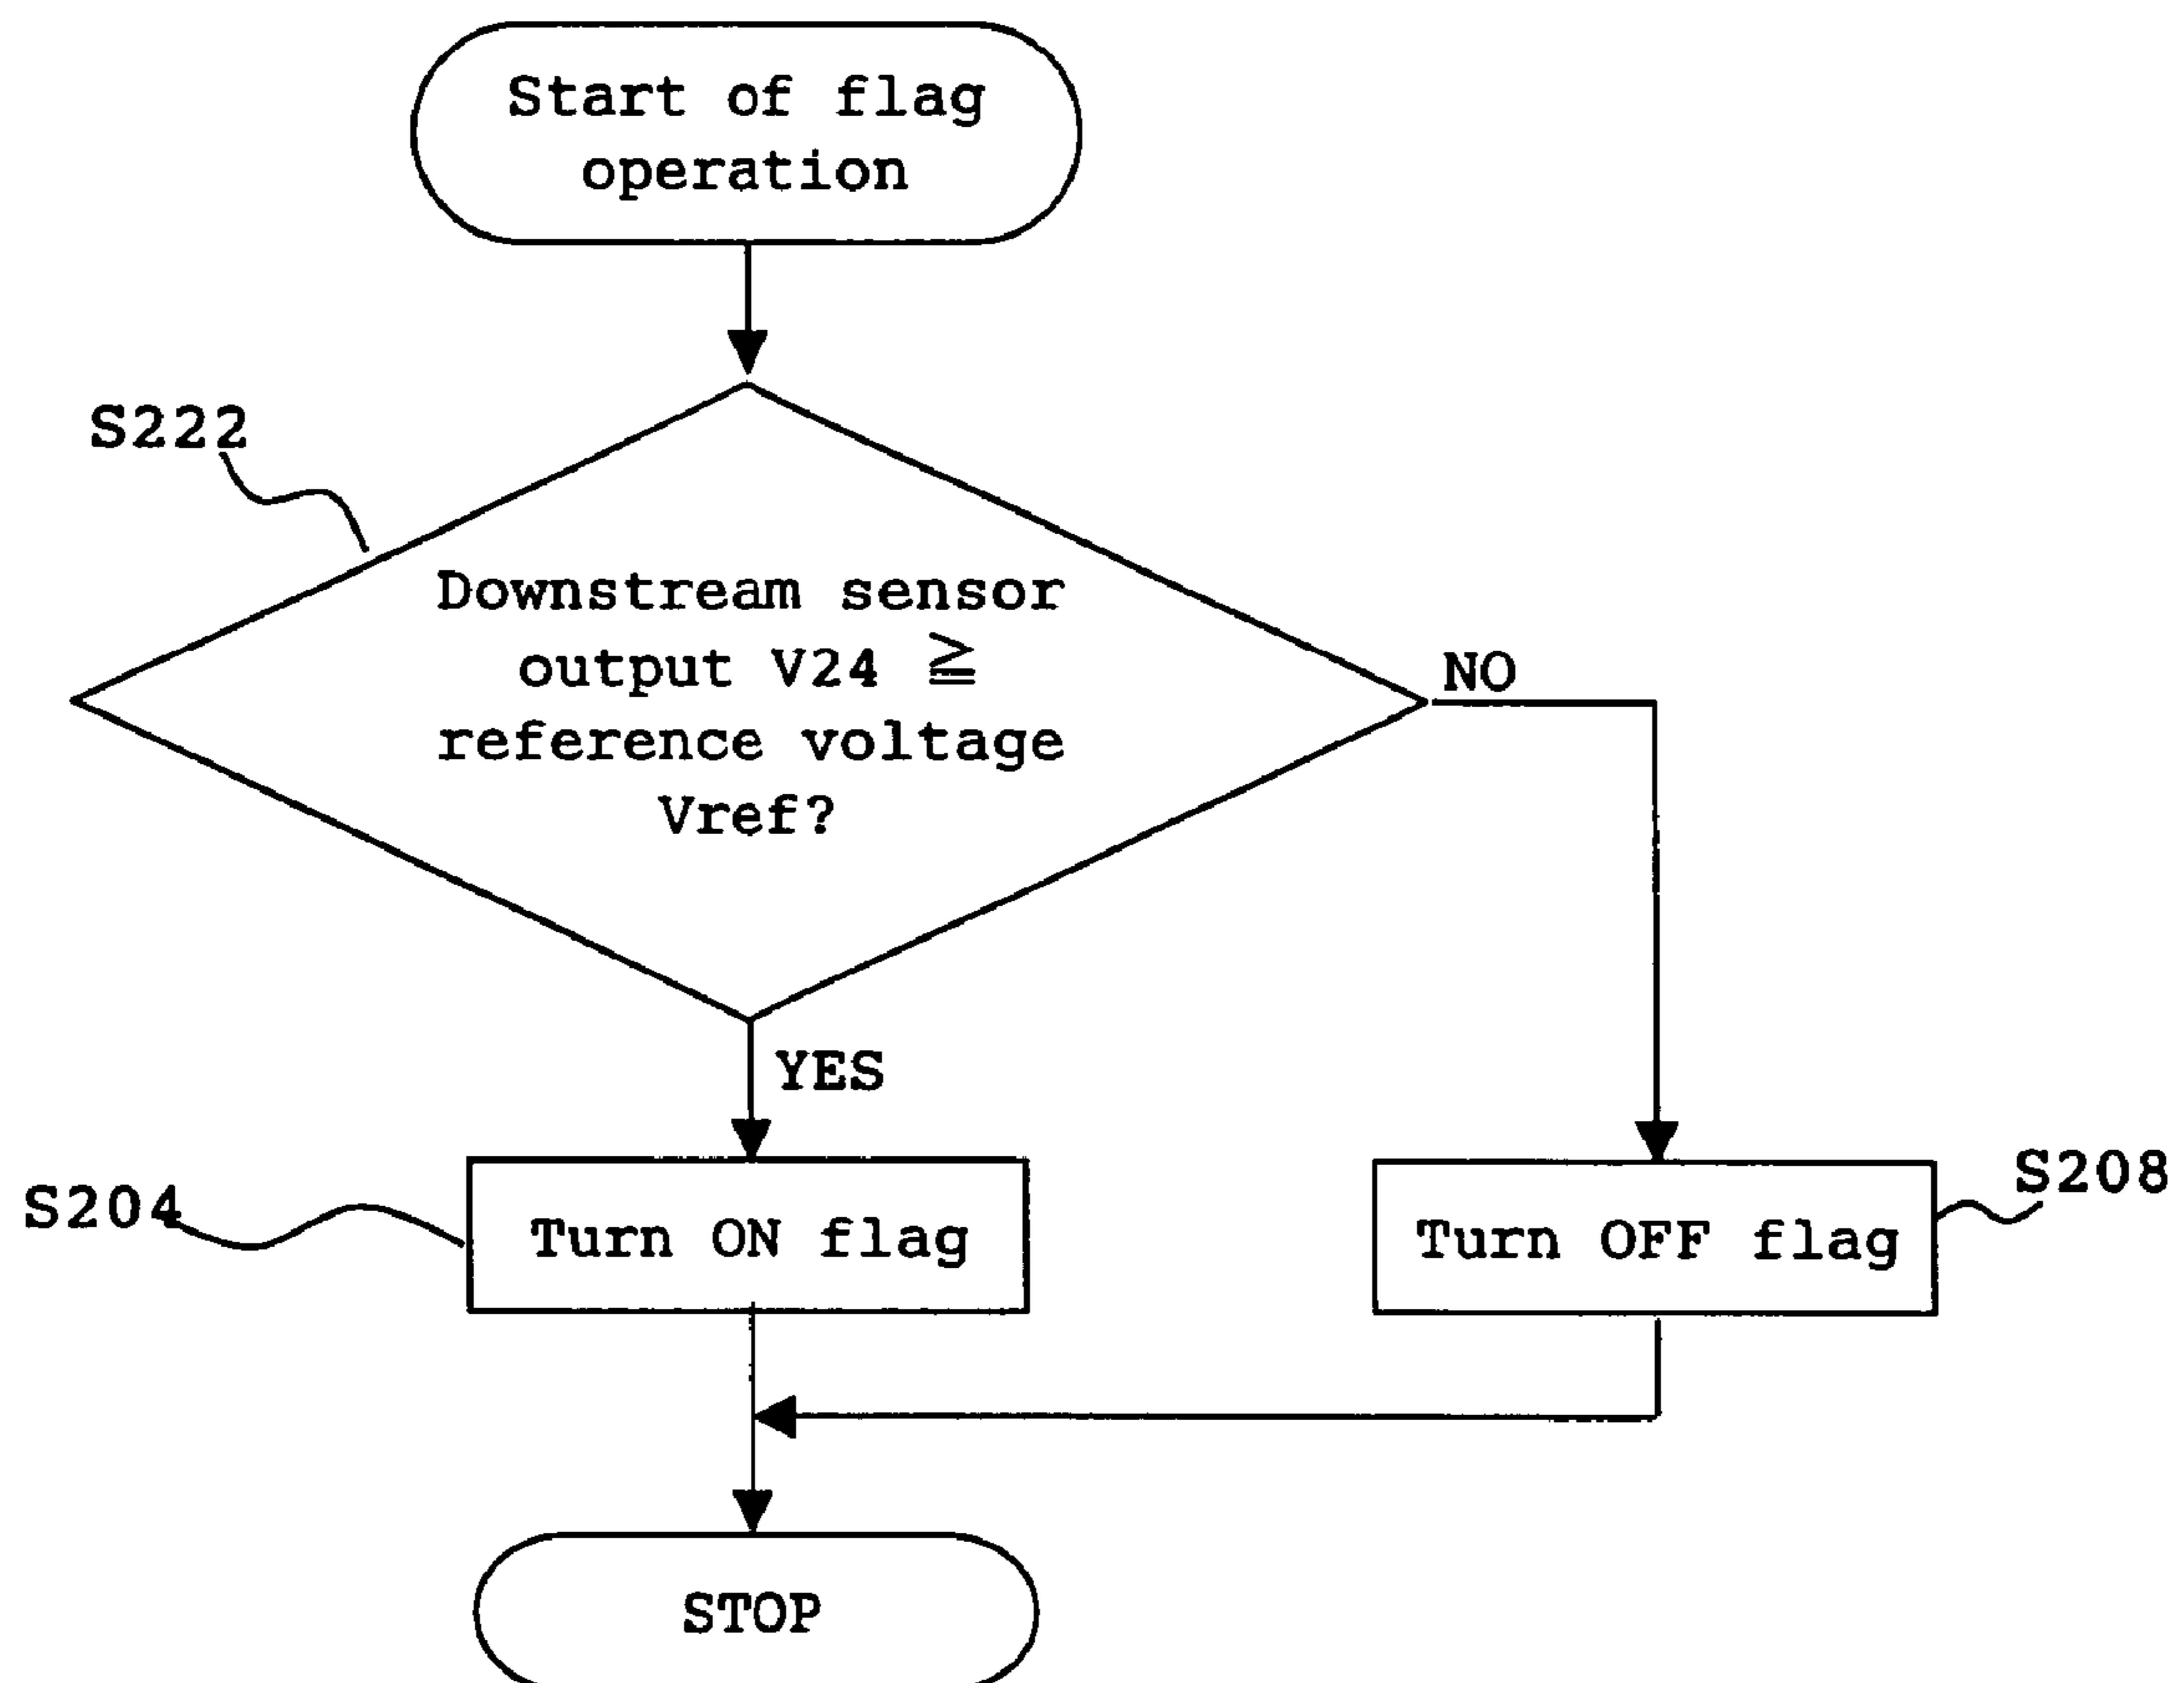 Start of flag
operation
S222
Downstream sensor
output V24 ≧
reference voltage
Vref?
NO
YES
S204
Turn ON flag
Turn OFF flag
S208
STOP